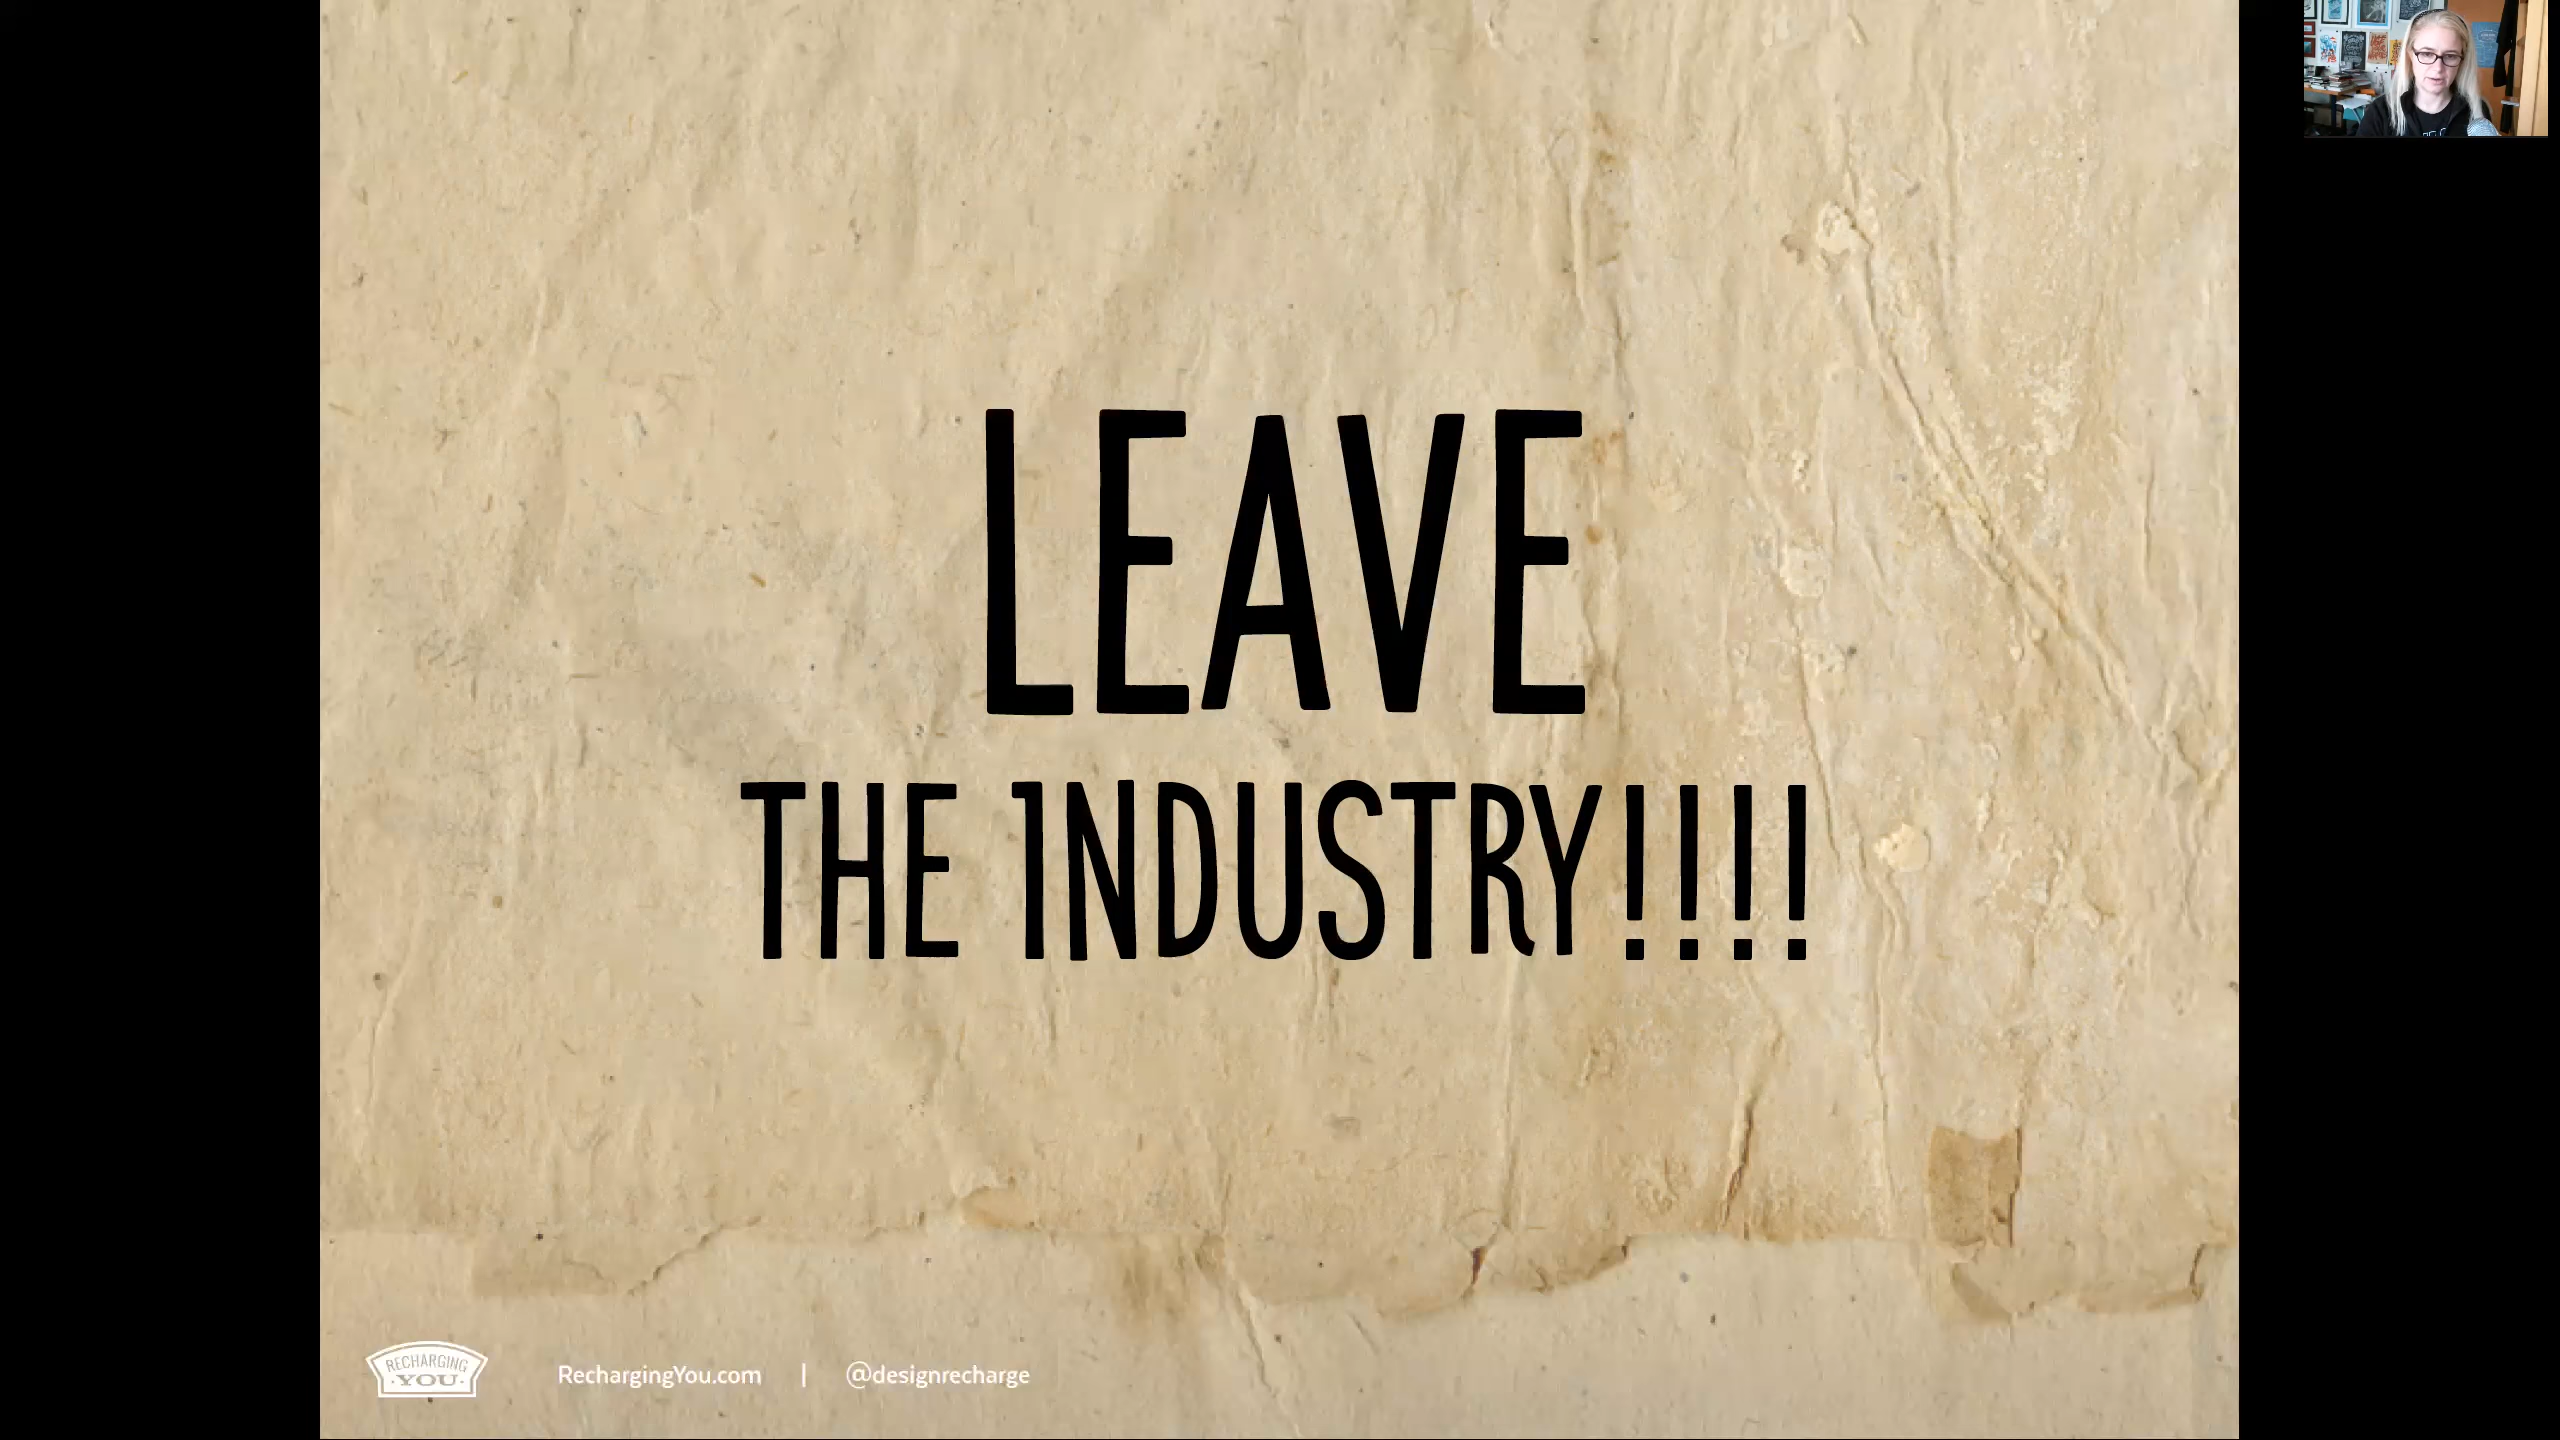 LEAVE
THE INDUSTRY!!!!
RECHARGING
·YOU·
RechargingYou.com | @designrecharge